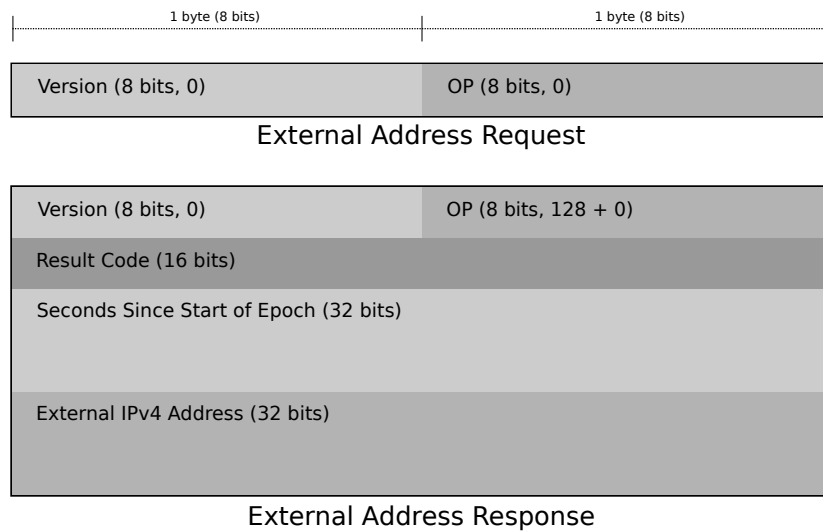 1 byte (8 bits) 1 byte (8 bits)
Version (8 bits, 0) OP (8 bits, 0)
External Address Request
Version (8 bits, 0) OP (8 bits, 128 + 0)
Result Code (16 bits)
Seconds Since Start of Epoch (32 bits)
External IPv4 Address (32 bits)
External Address Response